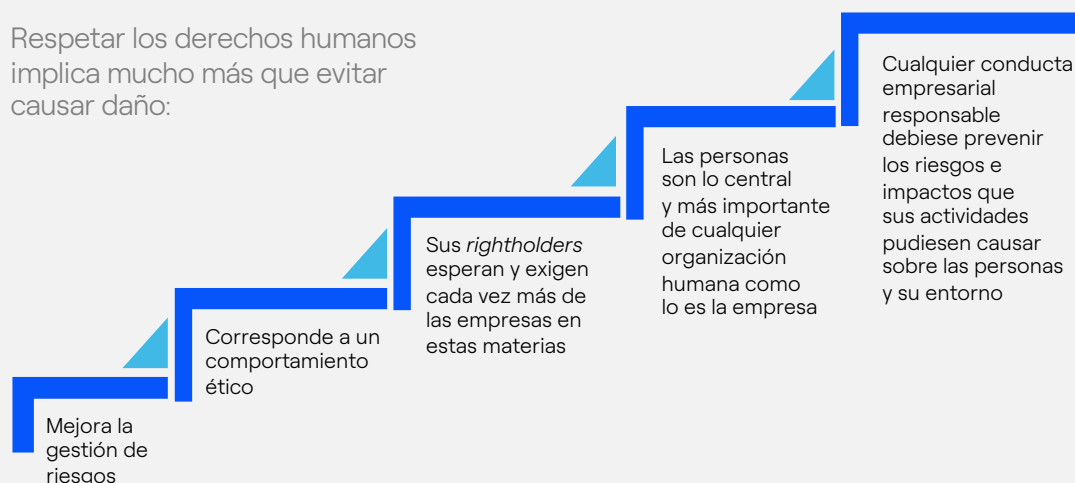 Respetar los derechos humanos
implica mucho más que evitar
causar daño:
Mejora la
gestión de
riesgos
Corresponde a un
comportamiento
ético
Sus rightholders
esperan y exigen
cada vez más de
las empresas en
estas materias
Las personas
son lo central
y más importante
de cualquier
organización
humana como
lo es la empresa
Cualquier conducta
empresarial
responsable
debiese prevenir
los riesgos e
impactos que
sus actividades
pudiesen causar
sobre las personas
y su entorno